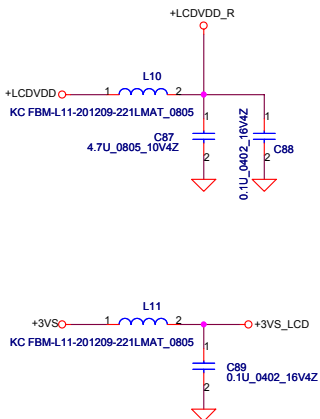 +LCDVDD_R
L10
+LCDVDD
1
2
KC FBM-L11-201209-221LMAT_0805
1
C87
4.7U_0805_10V4Z
2
1
C88
2
0.1U_0402_16V4Z
L11
+3VS
1
2
+3VS_LCD
KC FBM-L11-201209-221LMAT_0805
1
C89
0.1U_0402_16V4Z
2